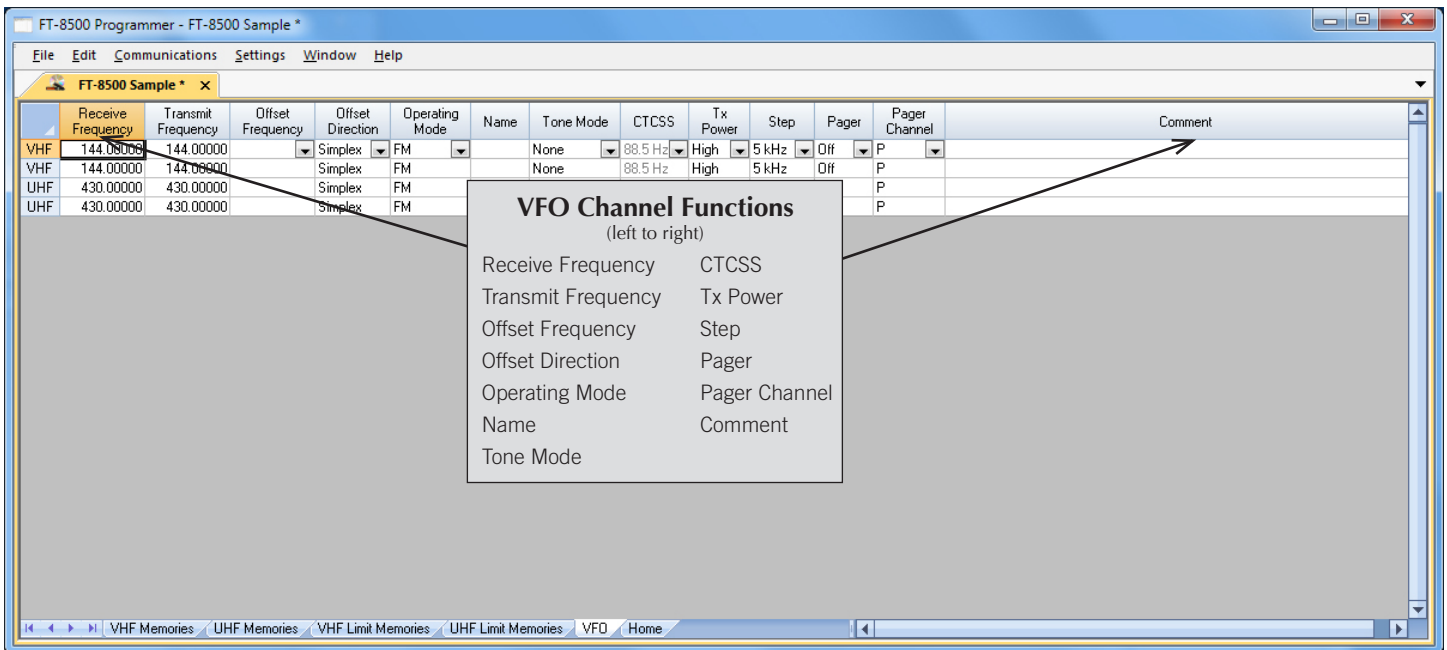 FT-8500 Programmer - FT-8500 Sample *
File Edit Communications Settings Window Help
FT-8500 Sample * X
Receive Frequency Transmit Frequency Offset Frequency Offset Direction Operating Mode Name Tone Mode CTCSS Tx Power Step Pager Pager Channel Comment
VHF 144.00000 144.00000 Simplex FM None 88.5 Hz High 5 kHz Off P
VHF 144.00000 144.00000 Simplex FM None 88.5 Hz High 5 kHz Off P
UHF 430.00000 430.00000 Simplex FM P
UHF 430.00000 430.00000 Simplex FM P
VFO Channel Functions
(left to right)
Receive Frequency CTCSS
Transmit Frequency Tx Power
Offset Frequency Step
Offset Direction Pager
Operating Mode Pager Channel
Name Comment
Tone Mode
VHF Memories UHF Memories VHF Limit Memories UHF Limit Memories VFO Home